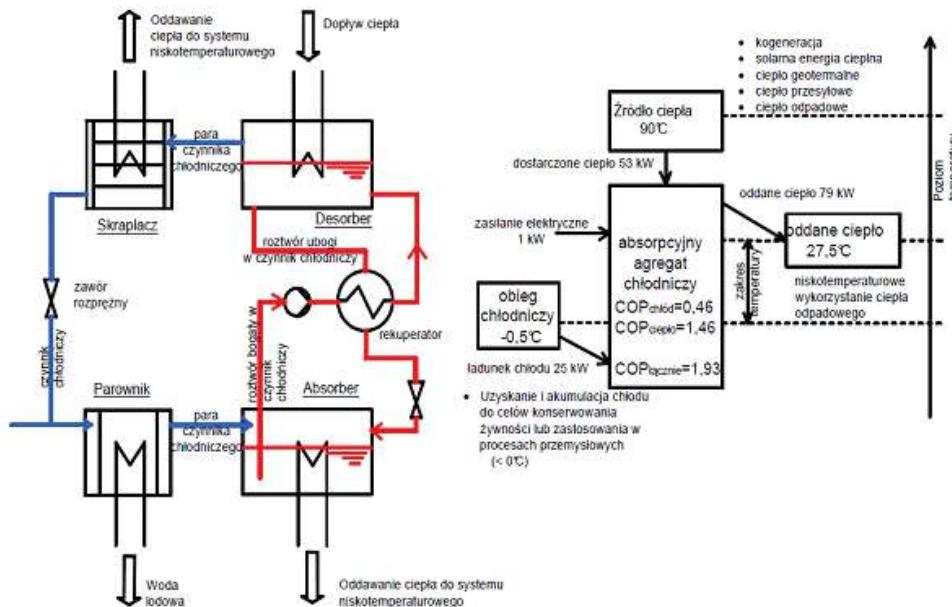 Oddawanie
ciepła do systemu
niskotemperaturowego
Dopływ ciepła
para
czynnika
chłodniczego
Skraplacz
Desorber
roztwór ubogi
w czynnik chłodniczy
zawór
rozprężny
rekuperator
czynnik
chłodniczy
roztwór bogaty w
czynnik
chłodniczy
Parownik
Absorber
para
czynnika
chłodniczego
Woda
lodowa
Oddawanie ciepła do systemu
niskotemperaturowego
• kogeneracja
• solarna energia cieplna
• ciepło geotermalne
• ciepło przesyłowe
• ciepło odpadowe
Źródło ciepła
90°C
dostarczone ciepło 53 kW
oddane ciepło 79 kW
zasilanie elektryczne
1 kW
absorpcyjny
agregat
chłodniczy
COPchłód=0,46
COPciepło=1,46
COPłącznie=1,93
zakres
temperatury
oddane ciepło
27,5°C
niskotemperaturowe
wykorzystanie ciepła
odpadowego
obieg
chłodniczy
-0,5°C
ładunek chłodu 25 kW
• Uzyskanie i akumulacja chłodu
do celów konserwowania
żywności lub zastosowania w
procesach przemysłowych
(< 0°C)
Poziom